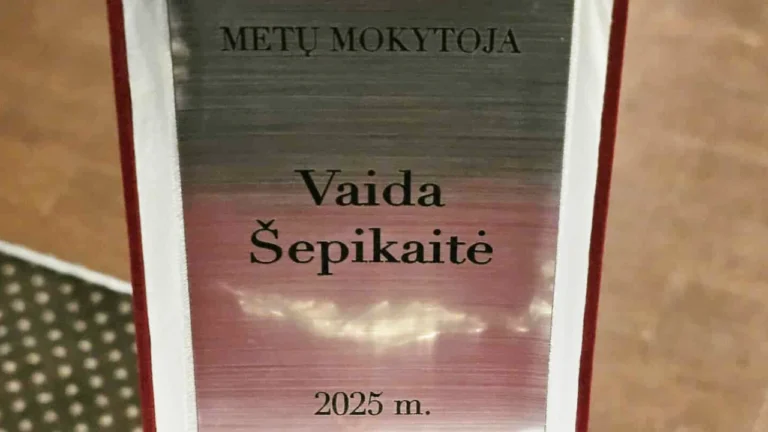 METŲ MOKYTOJA
Vaida
Šepikaitė
2025 m.